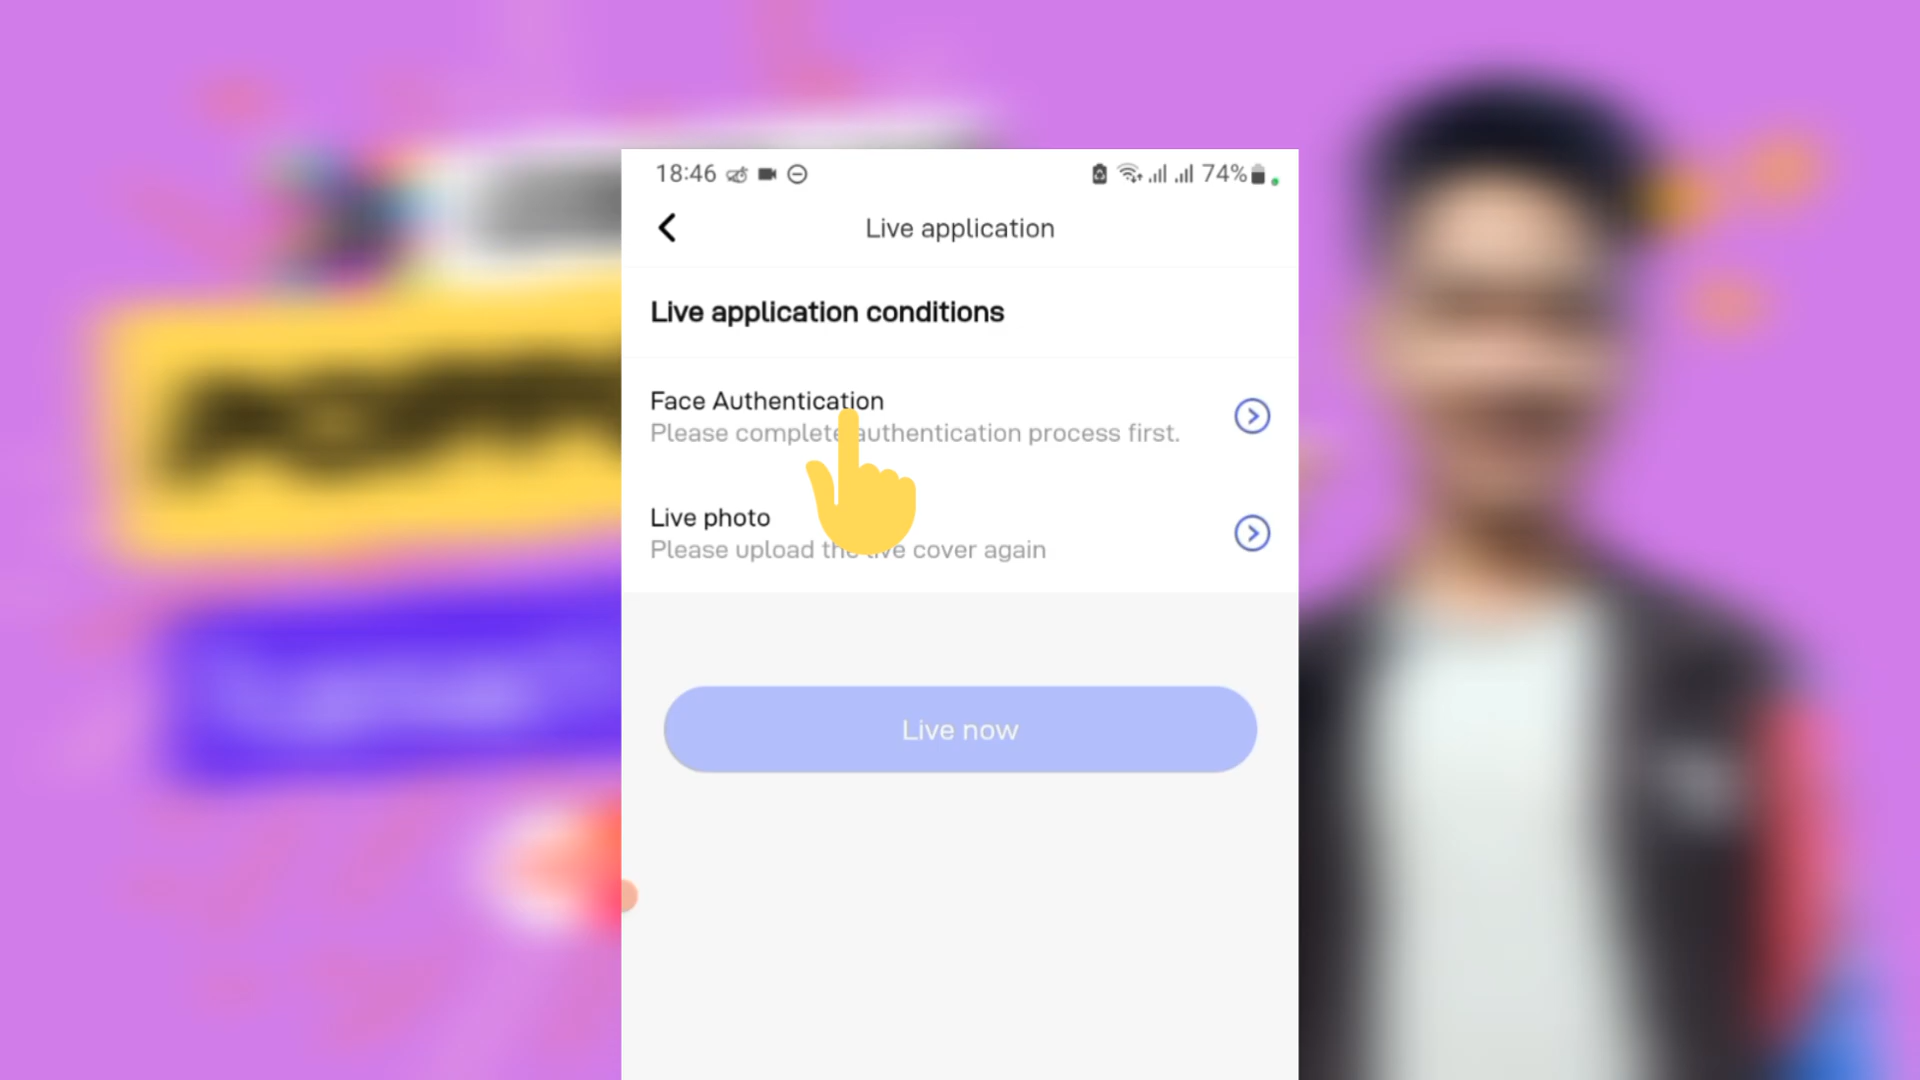 18:46
74%
Live application
Live application conditions
Face Authentication
Please complete authentication process first.
Live photo
Please upload the live cover again
Live now